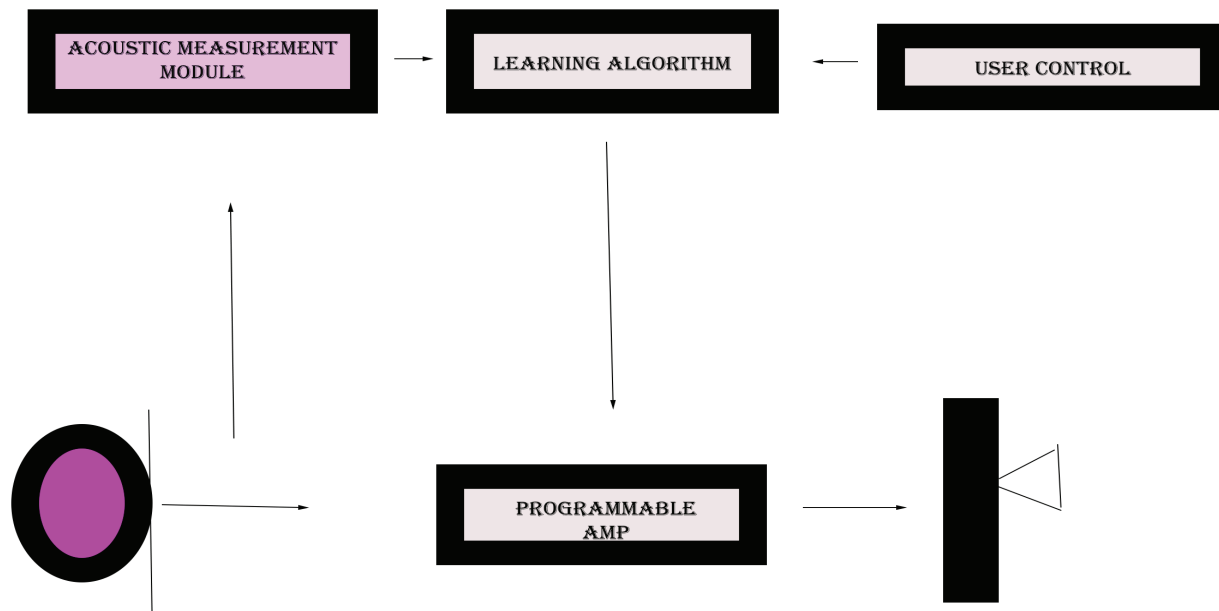 ACOUSTIC MEASUREMENT
MODULE
LEARNING ALGORITHM
USER CONTROL
PROGRAMMABLE
AMP